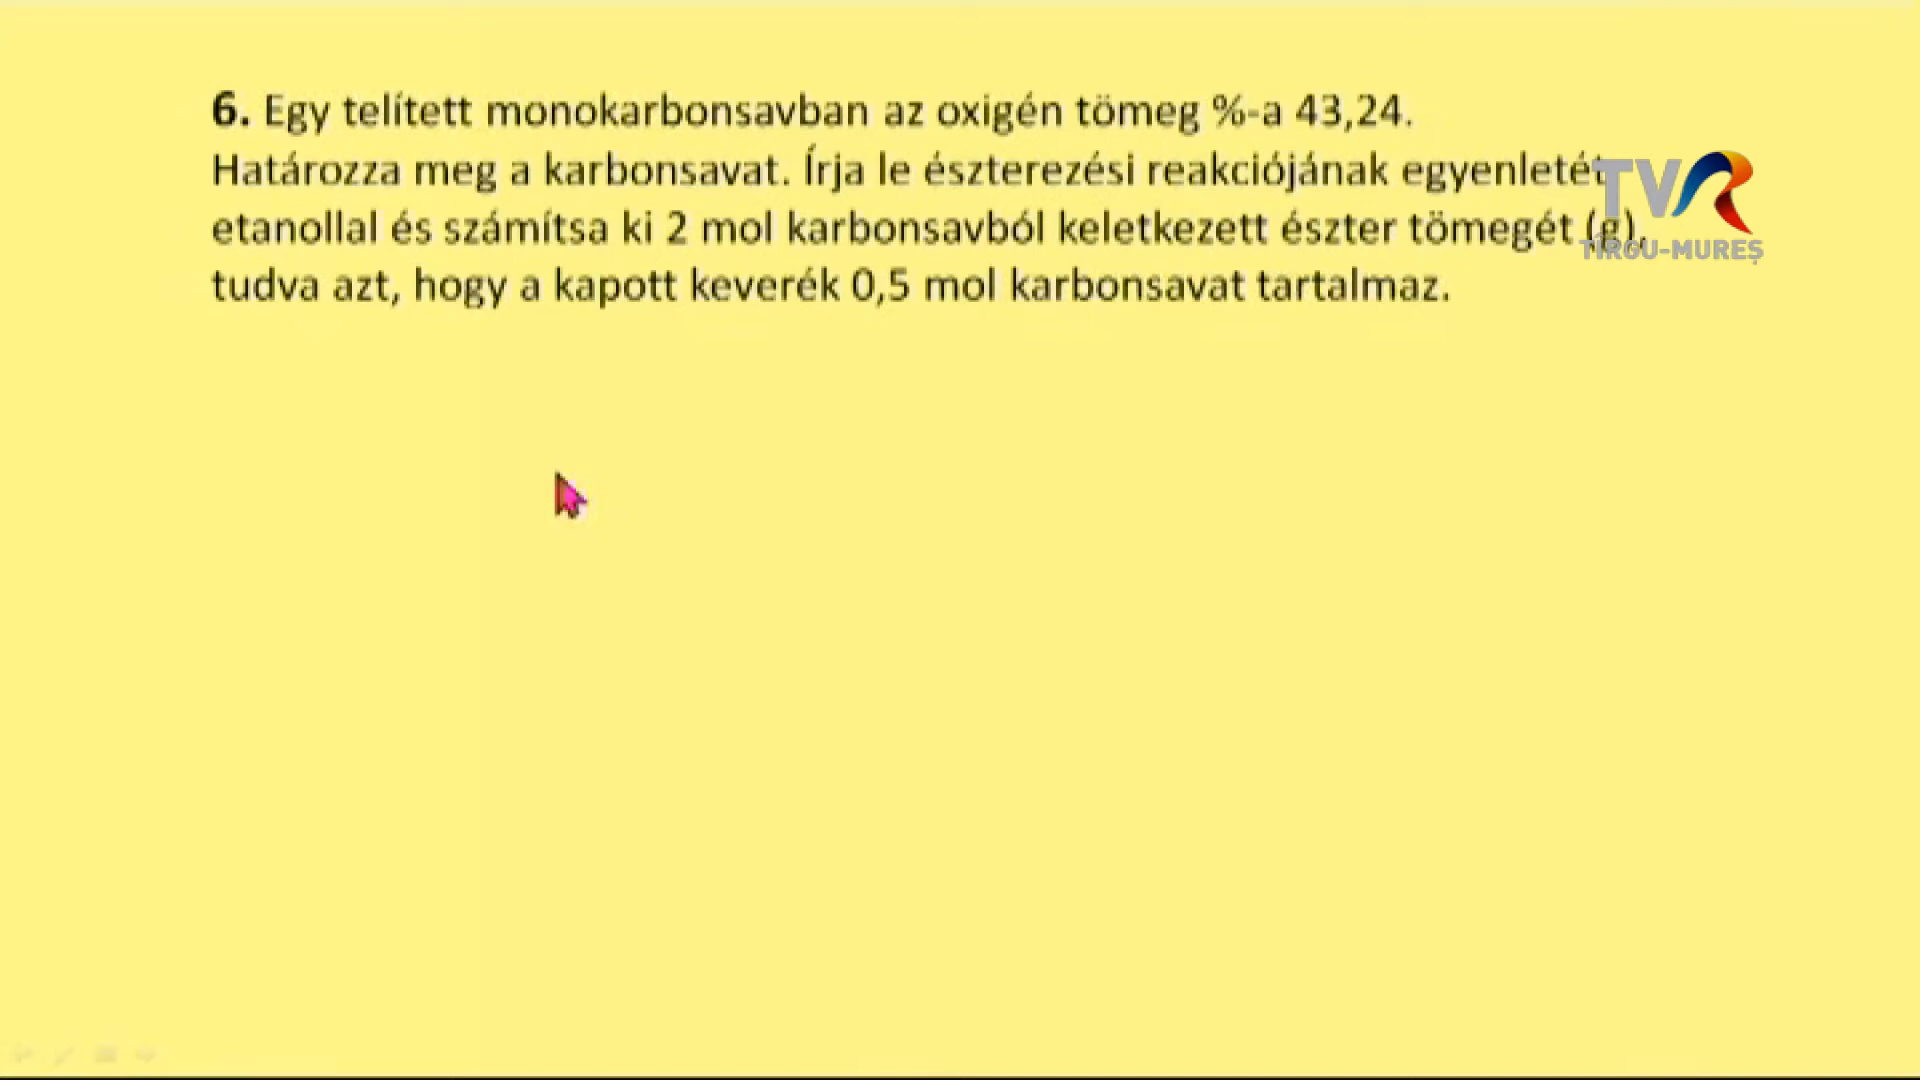 6. Egy telített monokarbonsavban az oxigén tömeg %-a 43,24.
Határozza meg a karbonsavat. Írja le észterezési reakciójának egyenletét
etanollal és számítsa ki 2 mol karbonsavból keletkezett észter tömegét (g),
tudva azt, hogy a kapott keverék 0,5 mol karbonsavat tartalmaz.
TVR
TÎRGU-MUREȘ